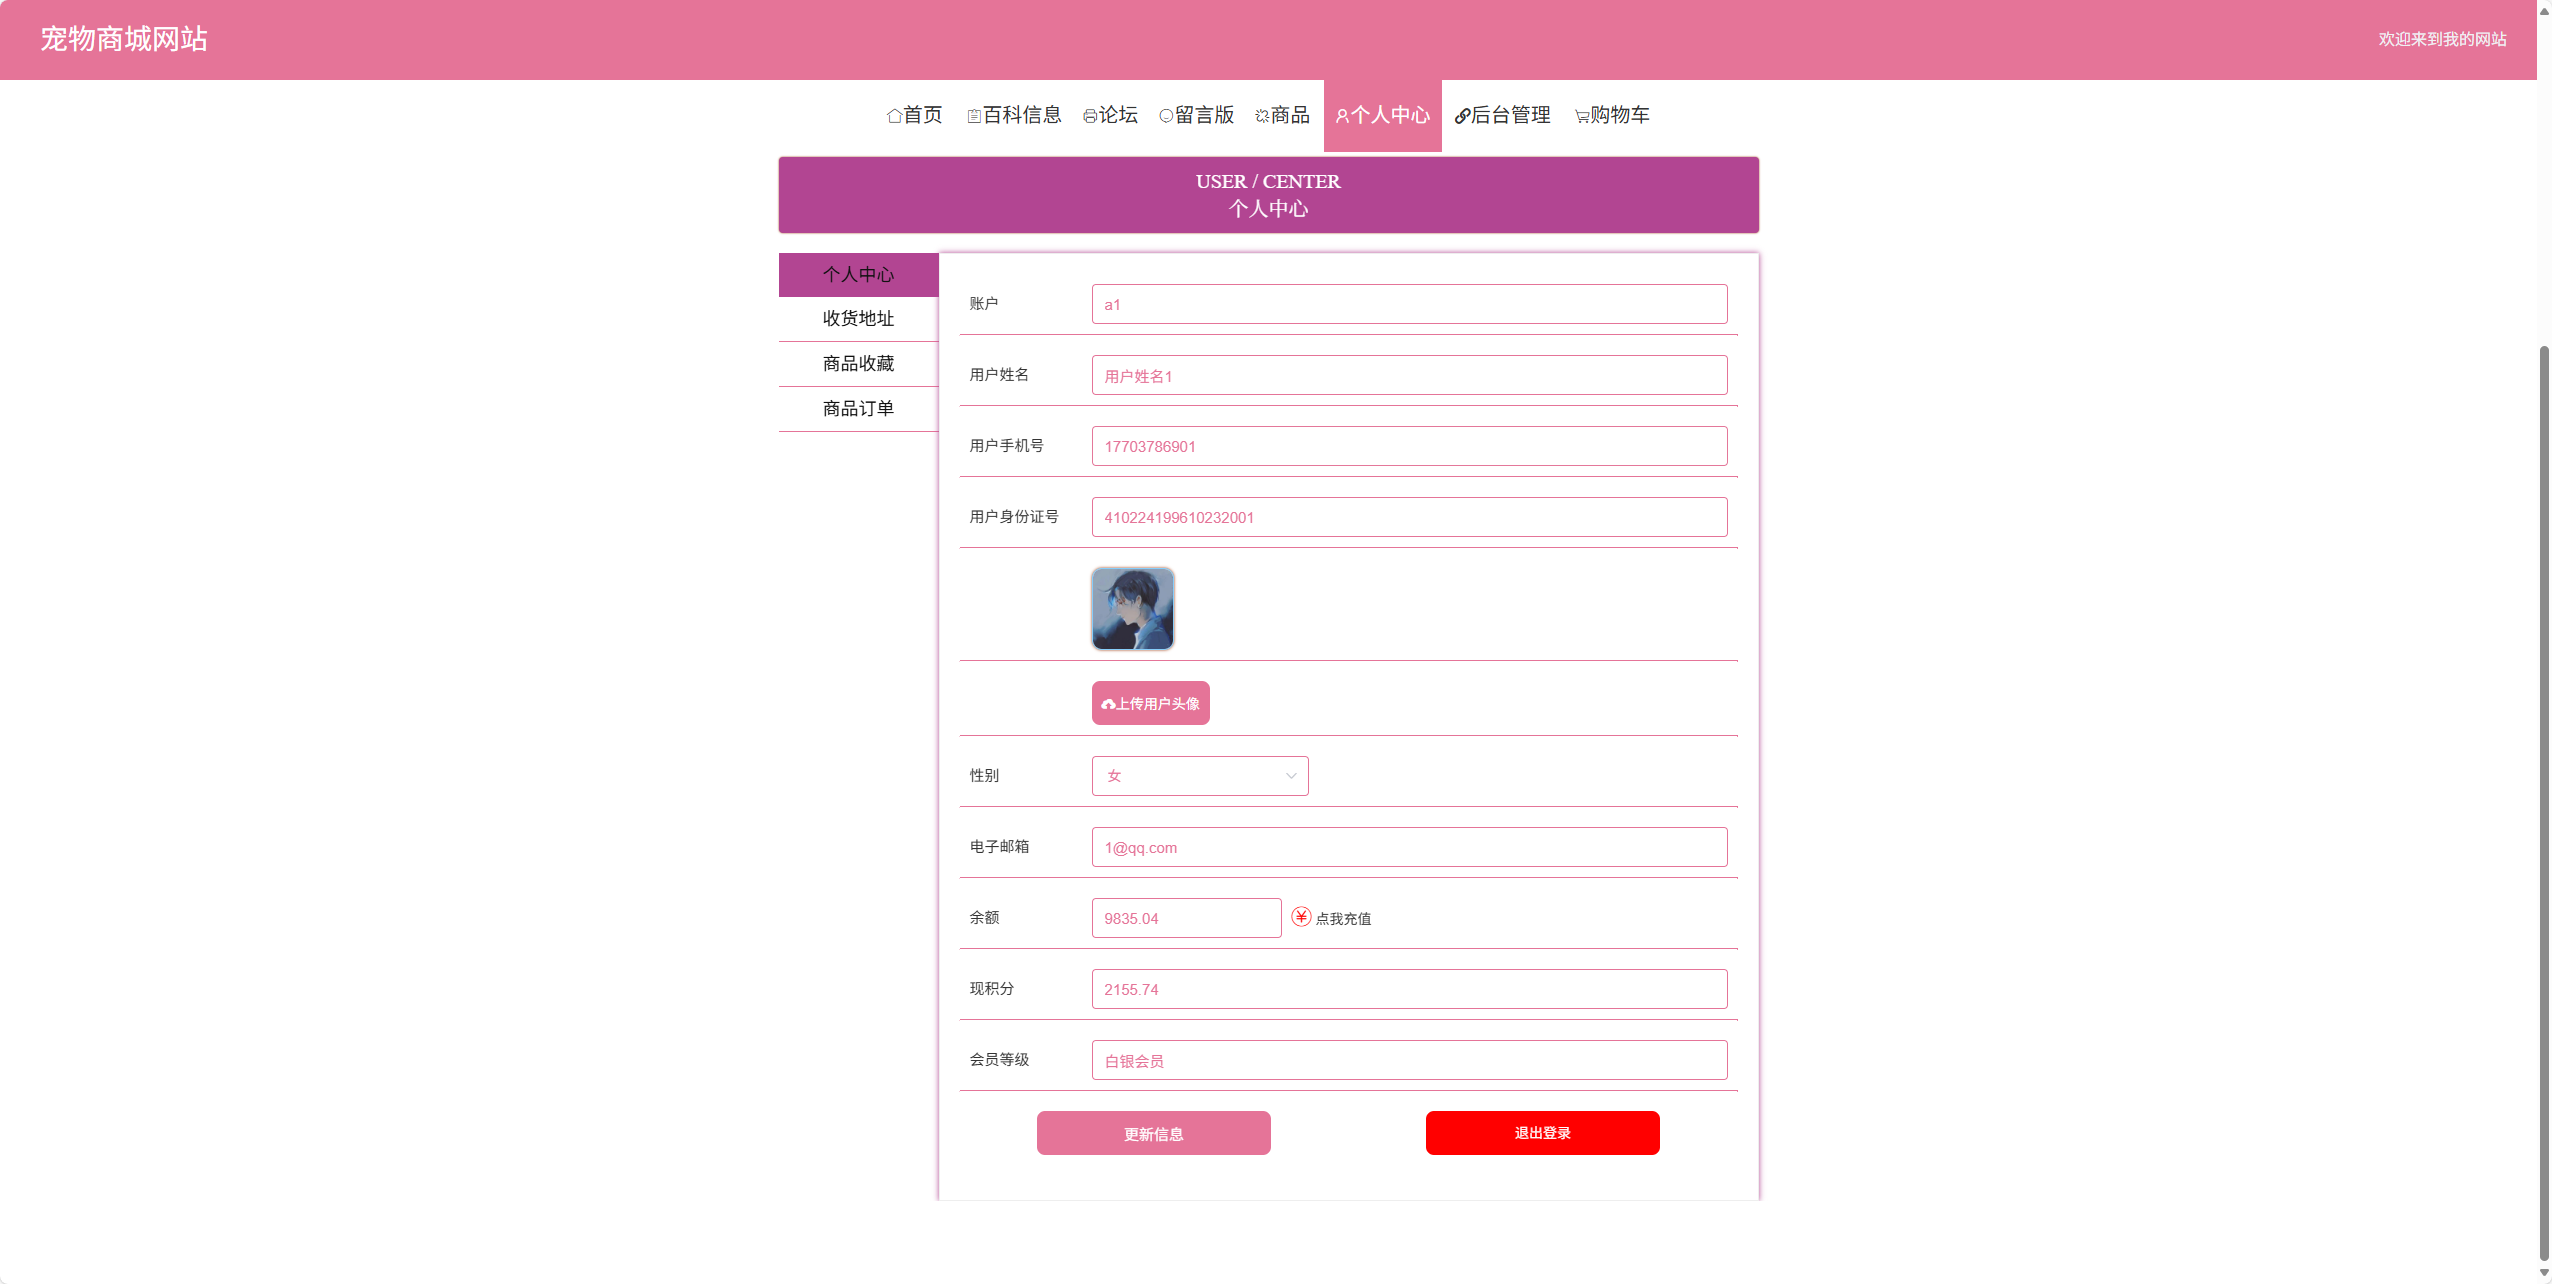 宠物商城网站
欢迎来到我的网站
首页 百科信息 论坛 留言版 商品 个人中心 后台管理 购物车
USER / CENTER
个人中心
个人中心
收货地址
商品收藏
商品订单
账户 a1
用户姓名 用户姓名1
用户手机号 17703786901
用户身份证号 410224199610232001
上传用户头像
性别 女
电子邮箱 1@qq.com
余额 9835.04 点我充值
现积分 2155.74
会员等级 白银会员
更新信息 退出登录